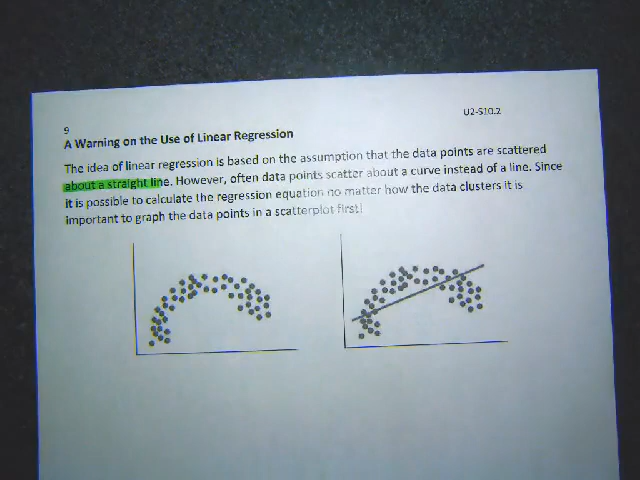 U2-S10.2
9
A Warning on the Use of Linear Regression
The idea of linear regression is based on the assumption that the data points are scattered
about a straight line. However, often data points scatter about a curve instead of a line. Since
it is possible to calculate the regression equation no matter how the data clusters it is
important to graph the data points in a scatterplot first!